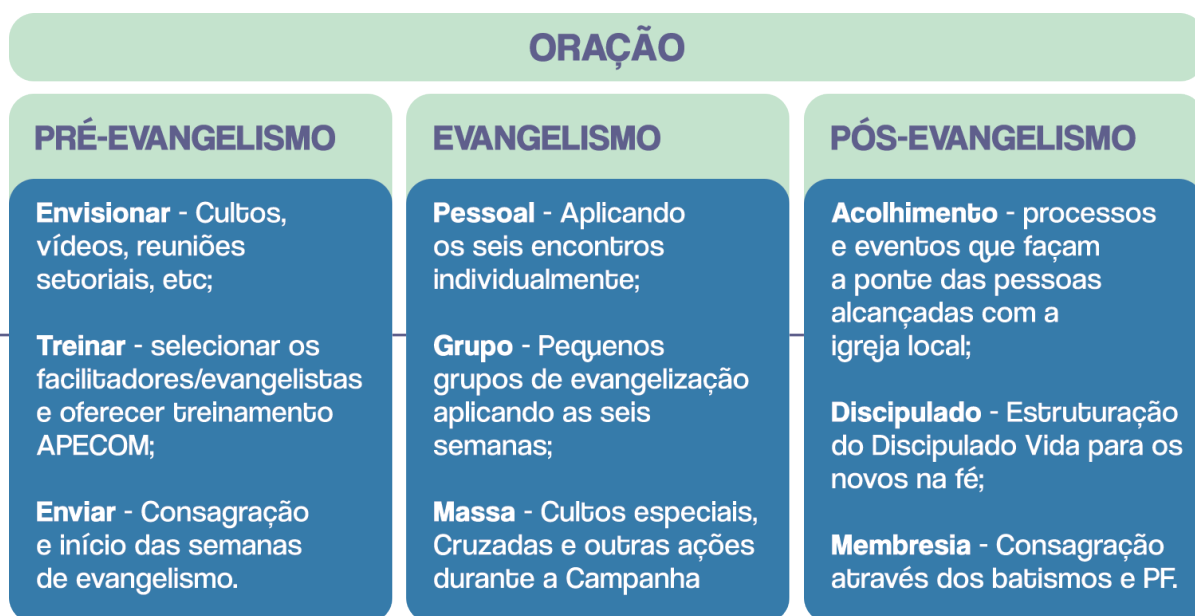 ORAÇÃO
PRÉ-EVANGELISMO
Envisionar - Cultos,
vídeos, reuniões
setoriais, etc;
Treinar - selecionar os
facilitadores/evangelistas
e oferecer treinamento
APECOM;
Enviar - Consagração
e início das semanas
de evangelismo.
EVANGELISMO
Pessoal - Aplicando
os seis encontros
individualmente;
Grupo - Pequenos
grupos de evangelização
aplicando as seis
semanas;
Massa - Cultos especiais,
Cruzadas e outras ações
durante a Campanha
PÓS-EVANGELISMO
Acolhimento - processos
e eventos que façam
a ponte das pessoas
alcançadas com a
igreja local;
Discipulado - Estruturação
do Discipulado Vida para os
novos na fé;
Membresia - Consagração
através dos batismos e PF.